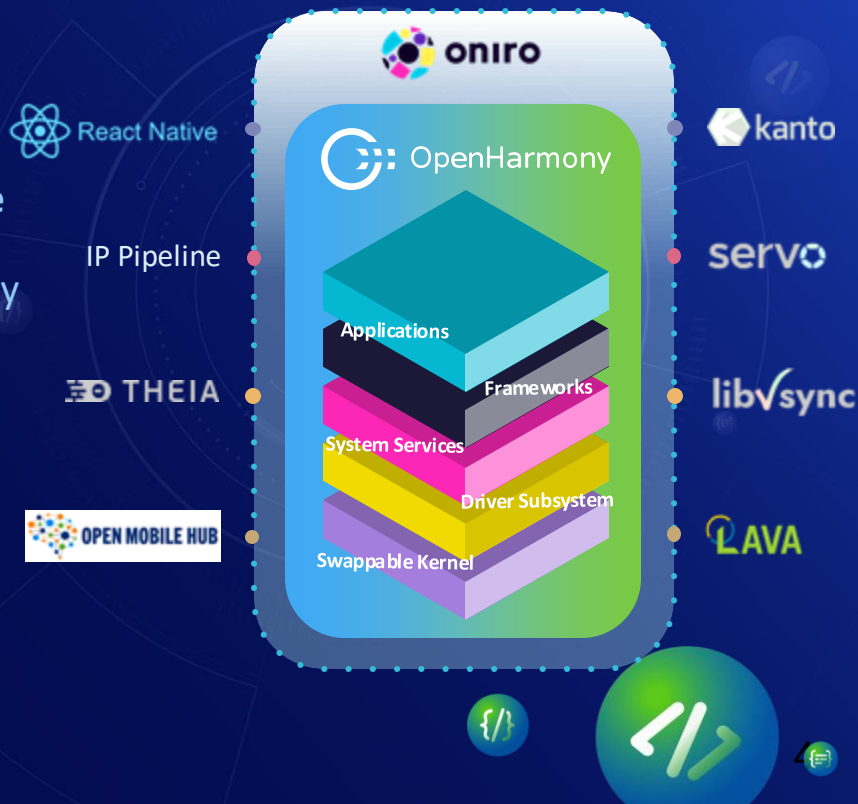 oniro
OpenHarmony
React Native
IP Pipeline
THEIA
OPEN MOBILE HUB
Applications
Frameworks
System Services
Driver Subsystem
Swappable Kernel
kanto
servo
libvsync
LAVA